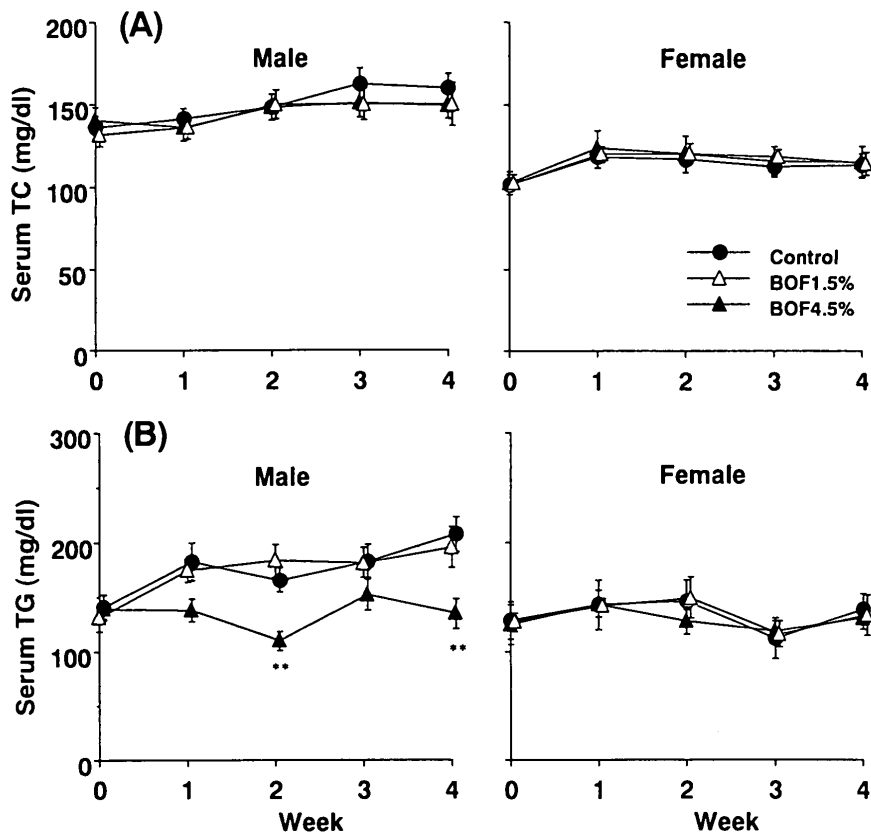 (A)
Male
Female
Serum TC (mg/dl)
200
150
100
50
0
0 1 2 3 4
0 1 2 3 4
Control
BOF1.5%
BOF4.5%
(B)
Male
Female
Serum TG (mg/dl)
300
200
100
0
**
**
0 1 2 3 4
0 1 2 3 4
Week
Week